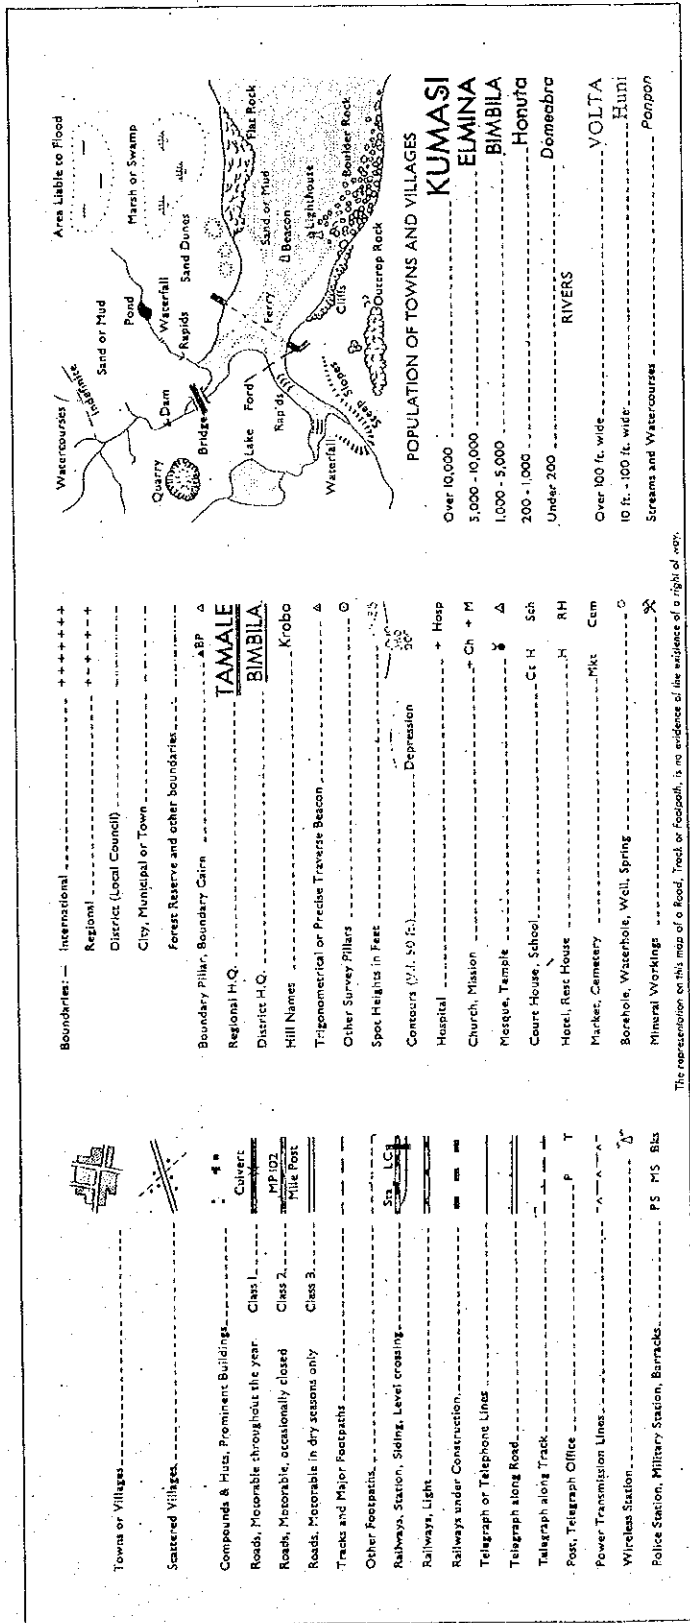 Towns or Villages
Scattered Villages
Compounds & Huts, Prominent Buildings
Culvert
Roads, Motorable throughout the year Class 1
MP 102
Roads, Motorable, occasionally closed Class 2
Mile Post
Roads, Motorable in dry seasons only Class 3
Tracks and Major Footpaths
Other Footpaths
Sta LC
Railways, Station, Siding, Level crossing
Railways, Light
Railways under Construction
Telegraph or Telephone Lines
Telegraph along Road
Telegraph along Track
Post, Telegraph Office P T
Power Transmission Lines
Wireless Station
Police Station, Military Station, Barracks PS MS Bks
Boundaries:— International
Regional
District (Local Council)
City, Municipal or Town
Forest Reserve and other boundaries
Boundary Pillar, Boundary Cairn BP
Regional H.Q. TAMALE
District H.Q. BIMBILA
Hill Names Krobo
Trigonometrical or Precise Traverse Beacon
Other Survey Pillars
Spot Heights in Feet
Contours (V.I. 50 ft.) Depression
Hospital + Hosp
Church, Mission + Ch + M
Mosque, Temple
Court House, School Ct H Sch
Hotel, Rest House H RH
Market, Cemetery Mkt Cem
Borehole, Waterhole, Well, Spring
Mineral Workings
Watercourses
Indefinite
Area Liable to Flood
Sand or Mud
Pond
Marsh or Swamp
Quarry
Dam
Waterfall
Rapids
Sand Dunes
Bridge
Lake
Ford
Ferry
Sand or Mud
Flat Rock
Rapids
Beacon
Lighthouse
Waterfall
Steep Slopes
Cliffs
Boulder Rock
Outcrop Rock
POPULATION OF TOWNS AND VILLAGES
Over 10,000 KUMASI
5,000 - 10,000 ELMINA
1,000 - 5,000 BIMBILA
200 - 1,000 Honuta
Under 200 Domeabra
RIVERS
Over 100 ft. wide VOLTA
10 ft. - 100 ft. wide Huni
Streams and Watercourses Ponpon
The representation on this map of a Road, Track or Footpath, is no evidence of the existence of a right of way.